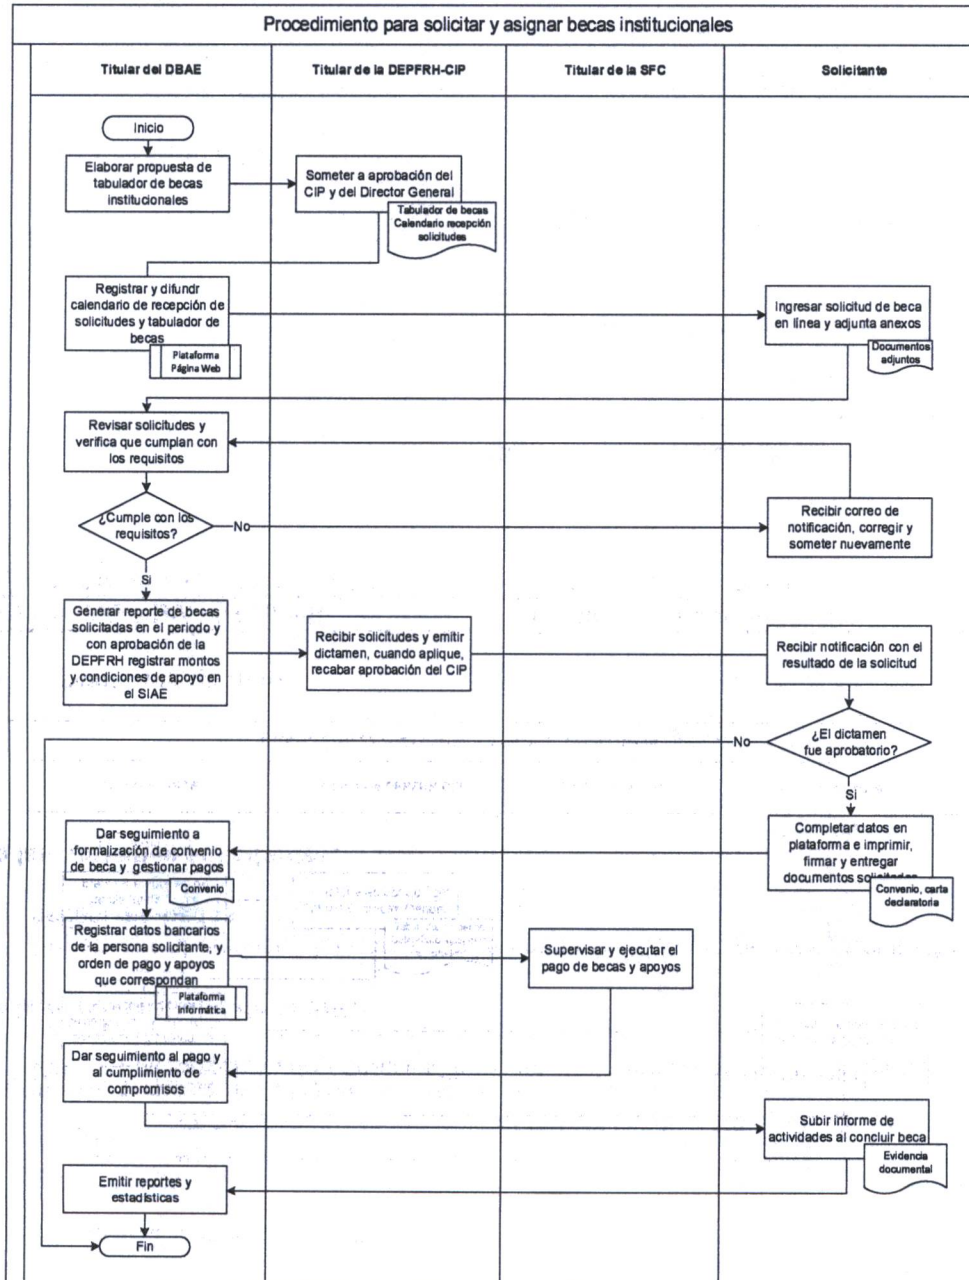 Procedimiento para solicitar y asignar becas institucionales
Titular del DBAE
Titular de la DEPFRH-CIP
Titular de la SFC
Solicitante
Inicio
Elaborar propuesta de
tabulador de becas
institucionales
Someter a aprobación del
CIP y del Director General
Tabulador de becas
Calendario recepción
solicitudes
Registrar y difundr
calendario de recepción de
solicitudes y tabulador de
becas
Plataforma
Página Web
Ingresar solicitud de beca
en línea y adjunta anexos
Documentos
adjuntos
Revisar solicitudes y
verifica que cumplan con
los requisitos
¿Cumple con los
requisitos?
No
Recibir correo de
notificación, corregir y
someter nuevamente
Si
Generar reporte de becas
solicitadas en el periodo y
con aprobación de la
DEPFRH registrar montos
y condiciones de apoyo en
el SIAE
Recibir solicitudes y emitir
dictamen, cuando aplique,
recabar aprobación del CIP
Recibir notificación con el
resultado de la solicitud
¿El dictamen
fue aprobatorio?
No
Si
Completar datos en
plataforma e imprimir,
firmar y entregar
documentos solicitados
Convenio, carta
declaratoria
Dar seguimiento a
formalización de convenio
de beca y gestionar pagos
Convenio
Registrar datos bancarios
de la persona solicitante, y
orden de pago y apoyos
que correspondan
Plataforma
informática
Supervisar y ejecutar el
pago de becas y apoyos
Dar seguimiento al pago y
al cumplimiento de
compromisos
Subir informe de
actividades al concluir beca
Evidencia
documental
Emitir reportes y
estadísticas
Fin